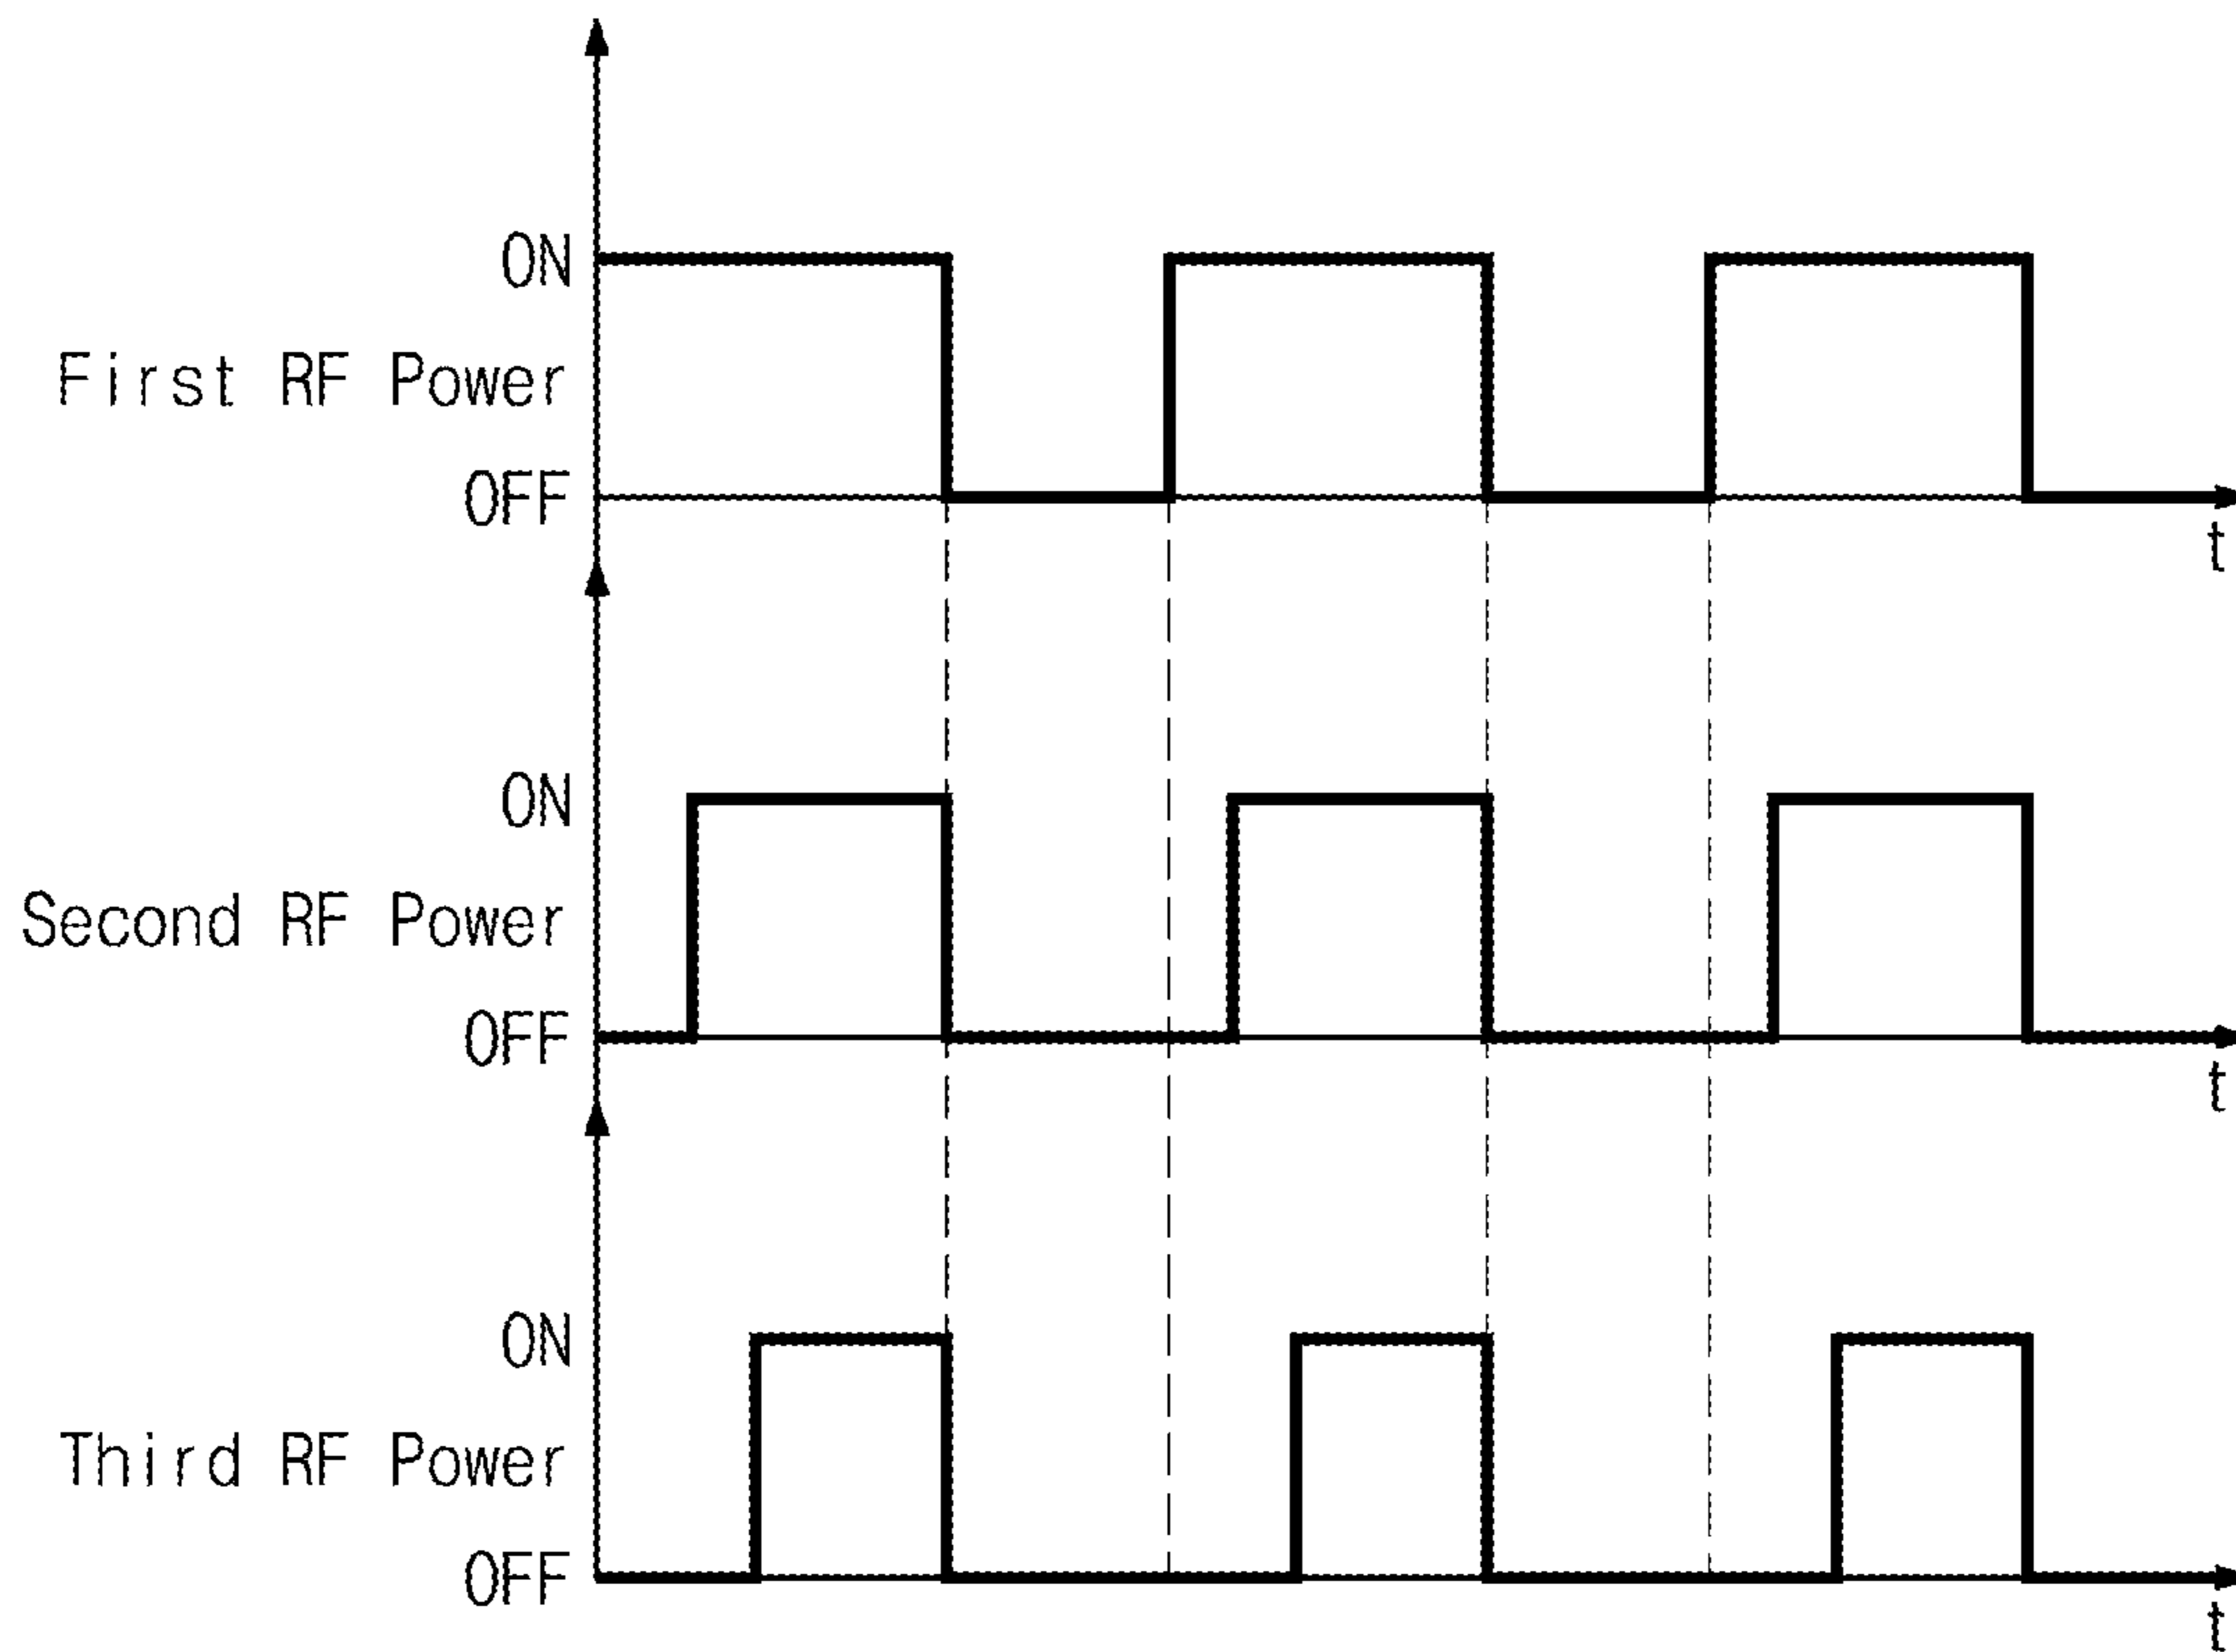 ON
First RF Power
OFF
t
ON
Second RF Power
OFF
t
ON
Third RF Power
OFF
t